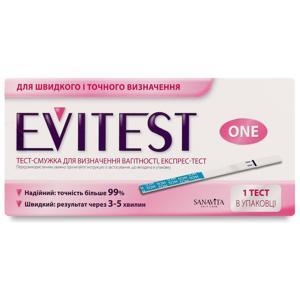 ДЛЯ ШВИДКОГО І ТОЧНОГО ВИЗНАЧЕННЯ
EVITEST
ONE
ТЕСТ-СМУЖКА ДЛЯ ВИЗНАЧЕННЯ ВАГІТНОСТІ, ЕКСПРЕС-ТЕСТ
Надійний: точність більше 99%
Швидкий: результат через 3-5 хвилин
SANAVITA
1 ТЕСТ
В УПАКОВЦІ